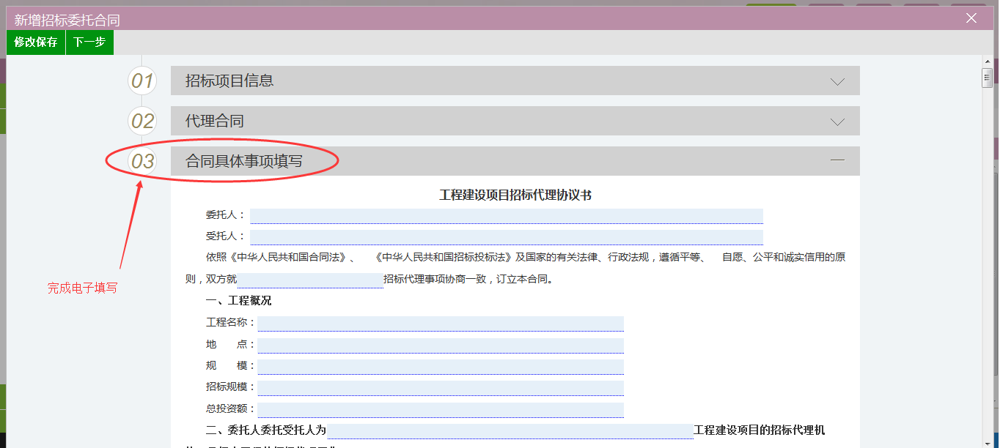 新增招标委托合同
修改保存 下一步
01 招标项目信息
02 代理合同
03 合同具体事项填写
工程建设项目招标代理协议书
委托人：
受托人：
依照《中华人民共和国合同法》、 《中华人民共和国招标投标法》及国家的有关法律、行政法规，遵循平等、 自愿、公平和诚实信用的原
则，双方就 招标代理事项协商一致，订立本合同。
完成电子填写
一、工程概况
工程名称：
地 点：
规 模：
招标规模：
总投资额：
二、委托人委托受托人为 工程建设项目的招标代理机